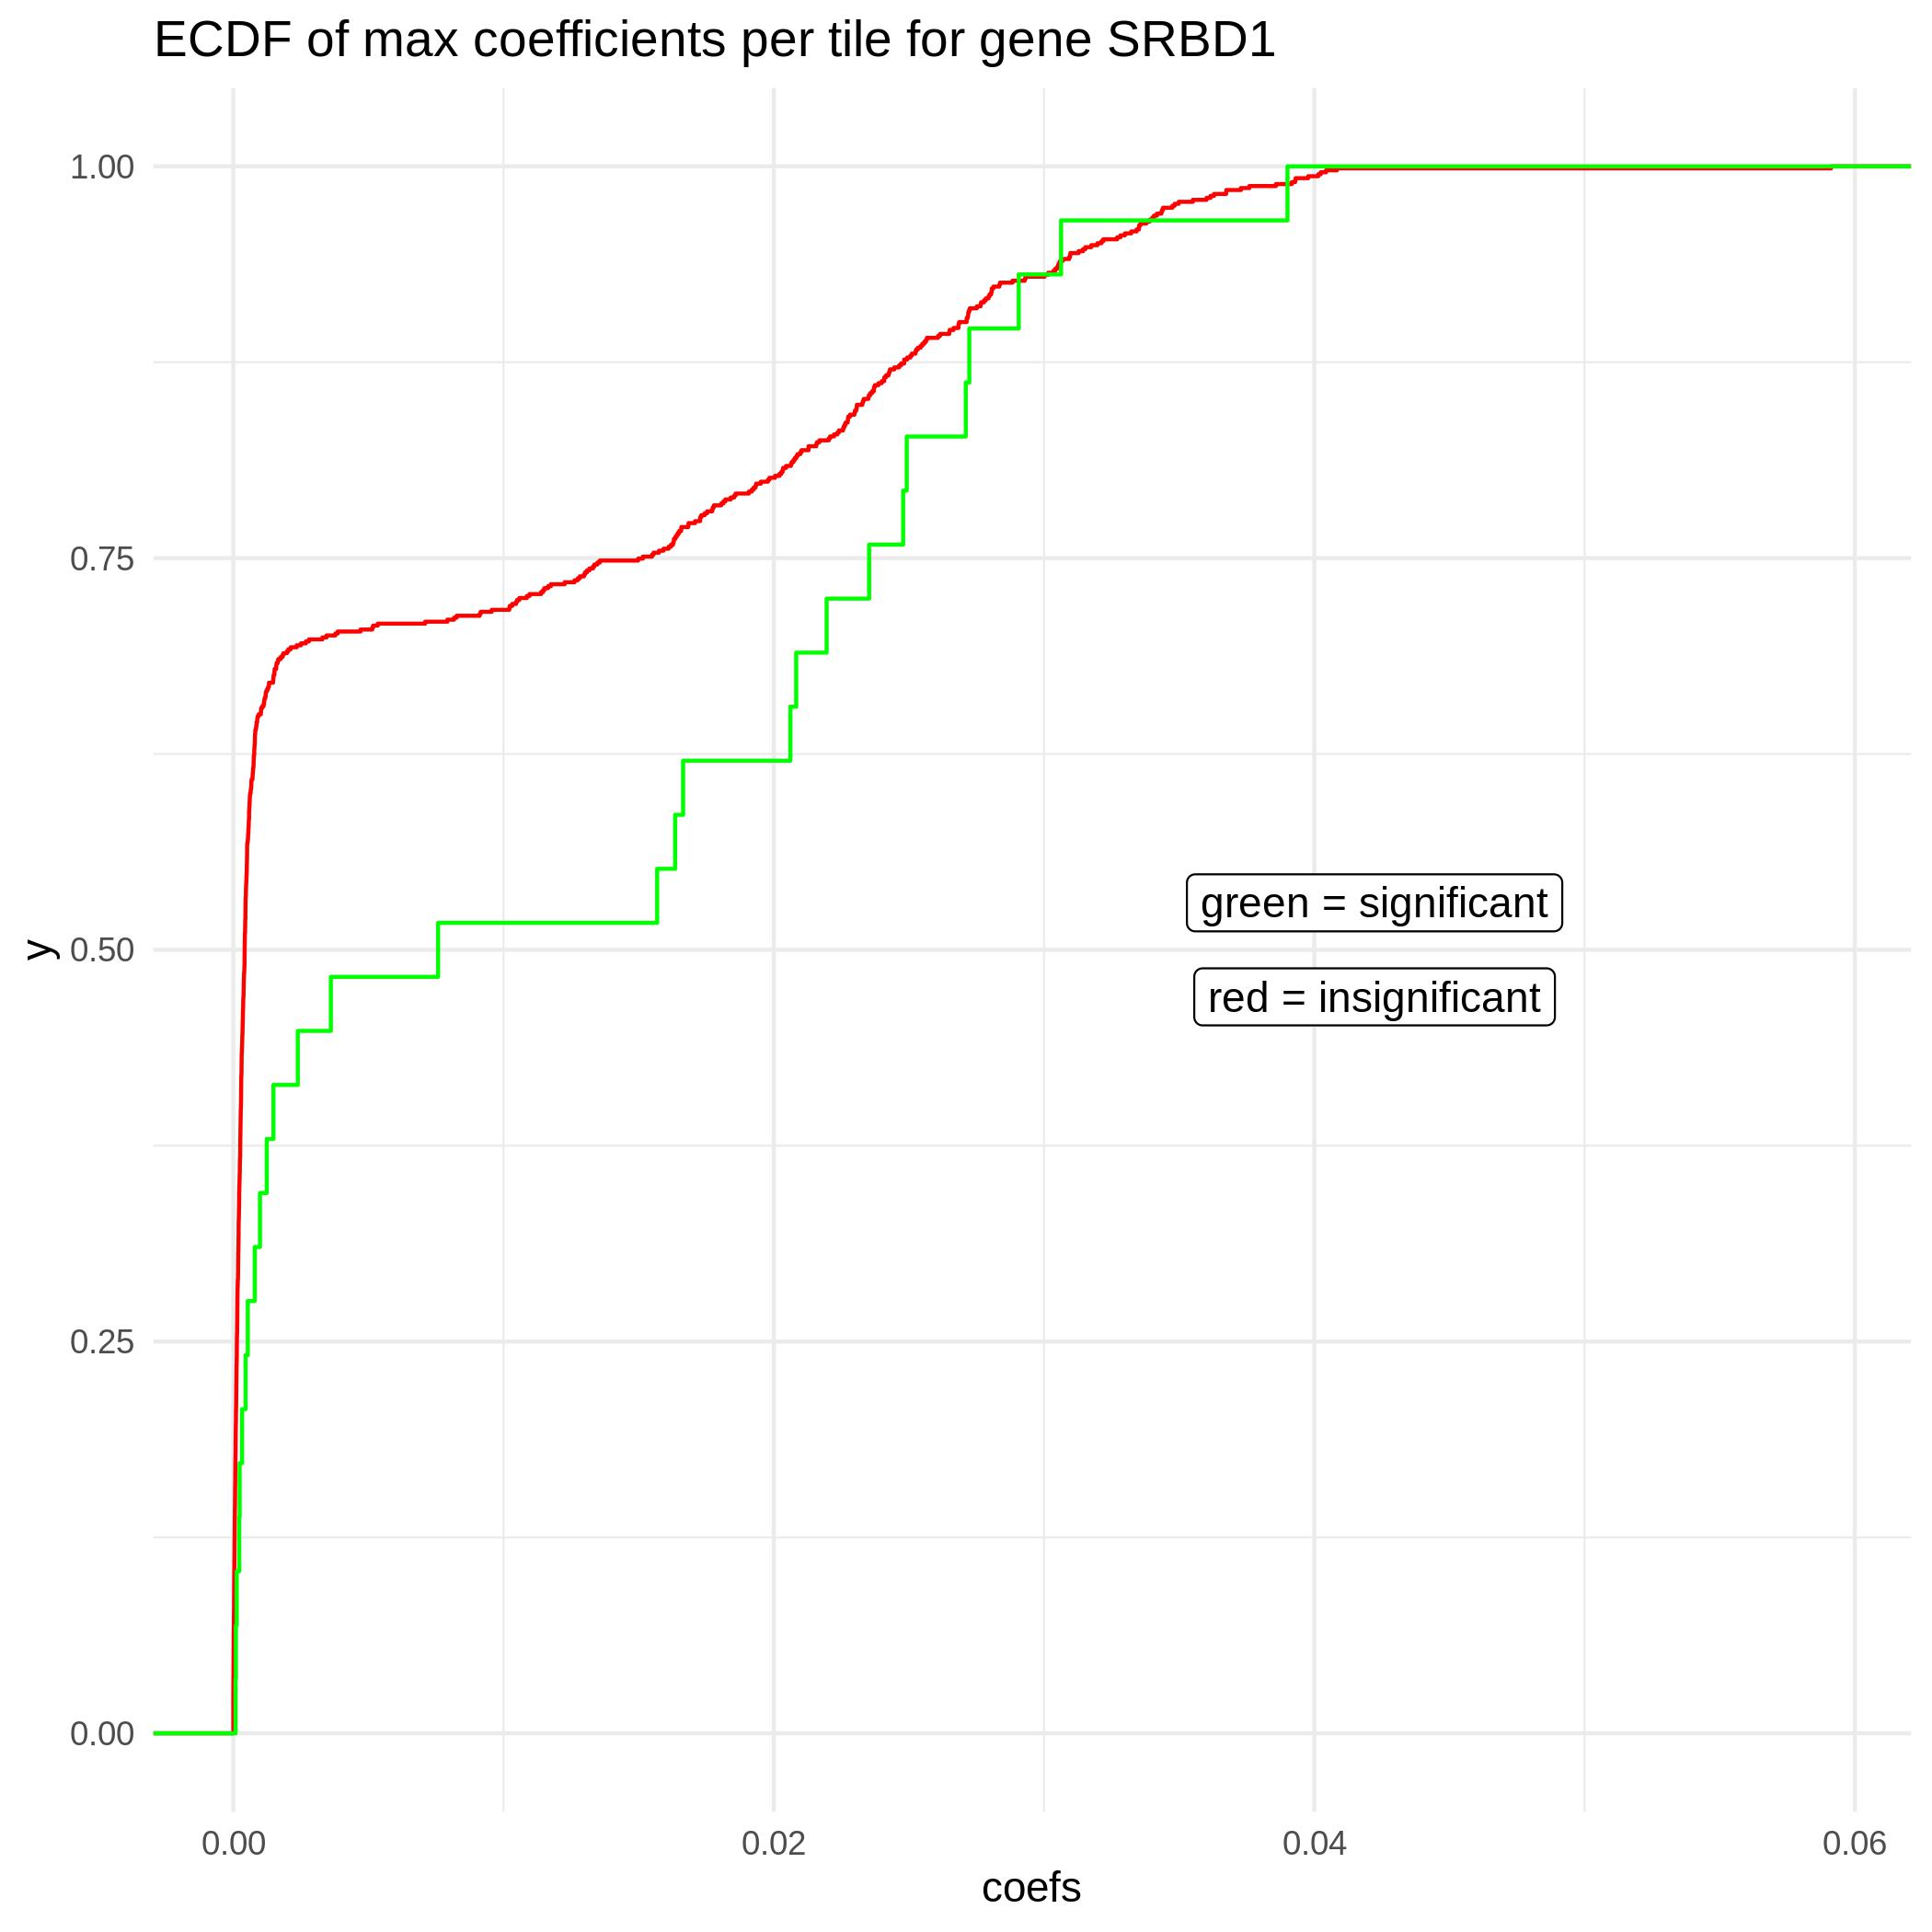 ECDF of max coefficients per tile for gene SRBD1
1.00
0.75
0.50
0.25
0.00
y
green = significant
red = insignificant
0.00
0.02
0.04
0.06
coefs